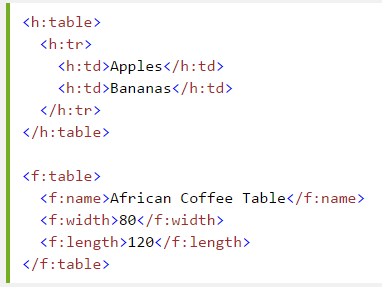 <h:table>
  <h:tr>
    <h:td>Apples</h:td>
    <h:td>Bananas</h:td>
  </h:tr>
</h:table>

<f:table>
  <f:name>African Coffee Table</f:name>
  <f:width>80</f:width>
  <f:length>120</f:length>
</f:table>